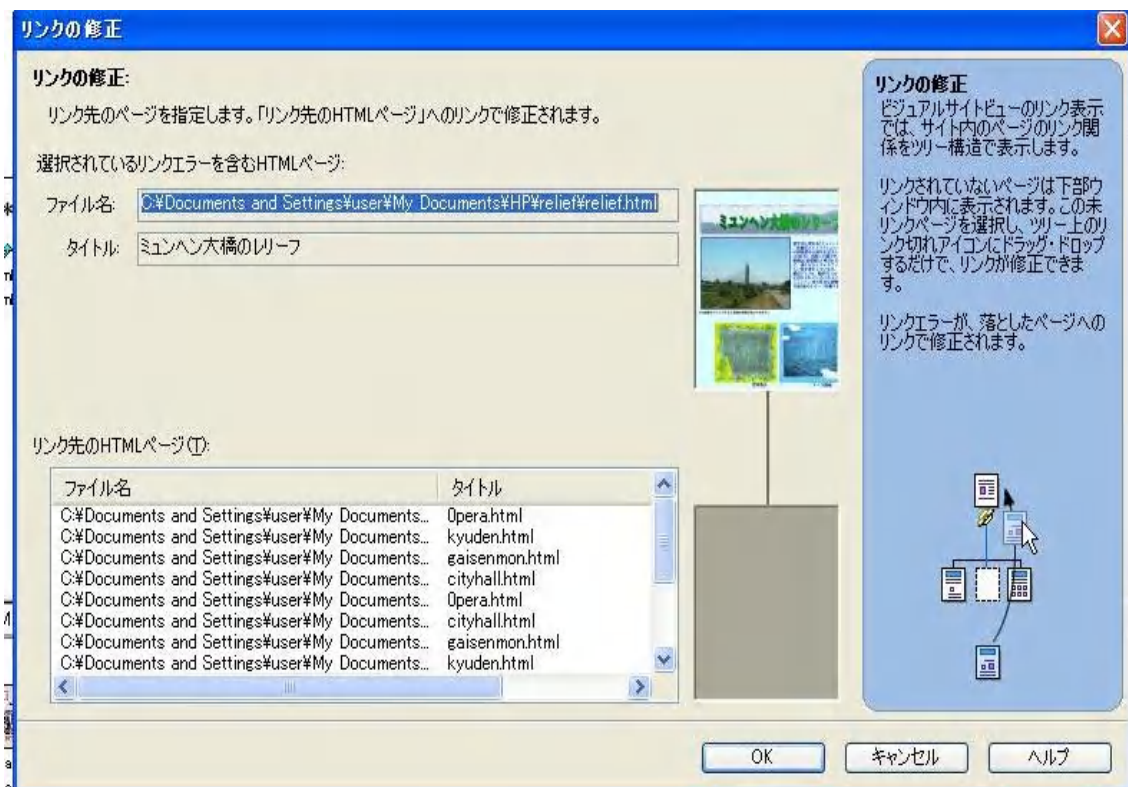 リンクの修正
リンクの修正:
リンク先のページを指定します。「リンク先のHTMLページ」へのリンクで修正されます。
選択されているリンクエラーを含むHTMLページ:
ファイル名: C:¥Documents and Settings¥user¥My Documents¥HP¥relief¥relief.html
タイトル: ミュンヘン大橋のレリーフ
リンク先のHTMLページ(T):
ファイル名 タイトル
C:¥Documents and Settings¥user¥My Documents... Opera.html
C:¥Documents and Settings¥user¥My Documents... kyuden.html
C:¥Documents and Settings¥user¥My Documents... gaisenmon.html
C:¥Documents and Settings¥user¥My Documents... cityhall.html
C:¥Documents and Settings¥user¥My Documents... Opera.html
C:¥Documents and Settings¥user¥My Documents... cityhall.html
C:¥Documents and Settings¥user¥My Documents... gaisenmon.html
C:¥Documents and Settings¥user¥My Documents... kyuden.html
ミュンヘン大橋のレリーフ
リンクの修正
ビジュアルサイトビューのリンク表示
では、サイト内のページのリンク関
係をツリー構造で表示します。
リンクされていないページは下部ウ
ィンドウ内に表示されます。この未
リンクページを選択し、ツリー上のリ
ンク切れアイコンにドラッグ・ドロップ
するだけで、リンクが修正できま
す。
リンクエラーが、落としたページへの
リンクで修正されます。
OK キャンセル ヘルプ